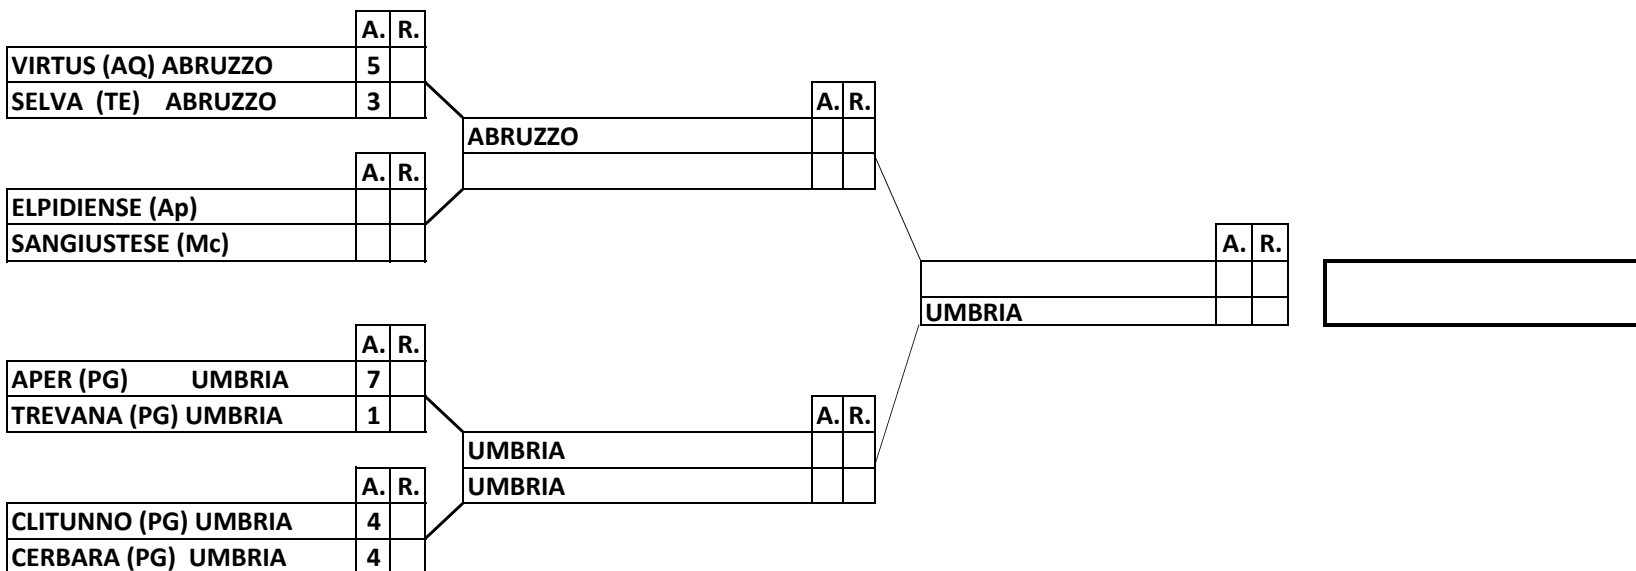 A. R.
VIRTUS (AQ) ABRUZZO 5
SELVA (TE) ABRUZZO 3
A. R.
ABRUZZO
A. R.
ELPIDIENSE (Ap)
SANGIUSTESE (Mc)
A. R.
UMBRIA
A. R.
APER (PG) UMBRIA 7
TREVANA (PG) UMBRIA 1
A. R.
UMBRIA
UMBRIA
A. R.
CLITUNNO (PG) UMBRIA 4
CERBARA (PG) UMBRIA 4